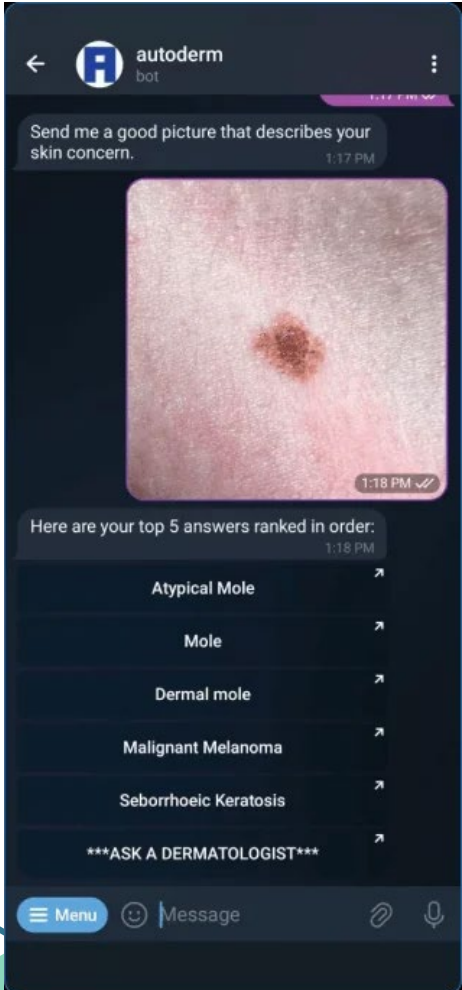 autoderm
bot
Send me a good picture that describes your
skin concern.
1:17 PM
1:18 PM
Here are your top 5 answers ranked in order:
1:18 PM
Atypical Mole
Mole
Dermal mole
Malignant Melanoma
Seborrhoeic Keratosis
***ASK A DERMATOLOGIST***
Menu
Message